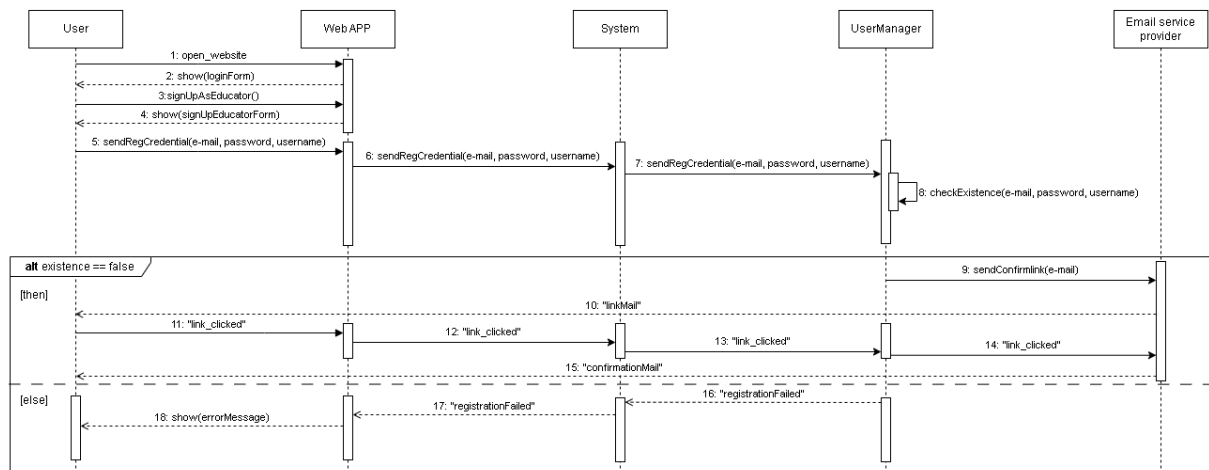 User
WebAPP
System
UserManager
Email service
provider
1: open_website
2: show(loginForm)
3:signUpAsEducator()
4: show(signUpEducatorForm)
5: sendRegCredential(e-mail, password, username)
6: sendRegCredential(e-mail, password, username)
7: sendRegCredential(e-mail, password, username)
8: checkExistence(e-mail, password, username)
alt existence == false
9: sendConfirmlink(e-mail)
[then]
10: "linkMail"
11: "link_clicked"
12: "link_clicked"
13: "link_clicked"
14: "link_clicked"
15: "confirmationMail"
[else]
16: "registrationFailed"
17: "registrationFailed"
18: show(errorMessage)